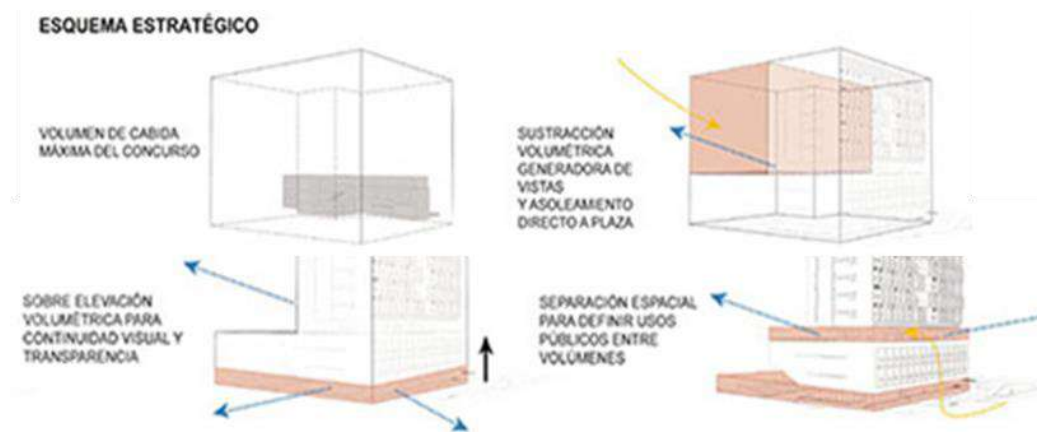 ESQUEMA ESTRATÉGICO
VOLUMEN DE CABIDA
MÁXIMA DEL CONCURSO
SUSTRACCIÓN
VOLUMÉTRICA
GENERADORA DE
VISTAS
Y ASOLEAMIENTO
DIRECTO A PLAZA
SOBRE ELEVACIÓN
VOLUMÉTRICA PARA
CONTINUIDAD VISUAL Y
TRANSPARENCIA
SEPARACIÓN ESPACIAL
PARA DEFINIR USOS
PÚBLICOS ENTRE
VOLÚMENES